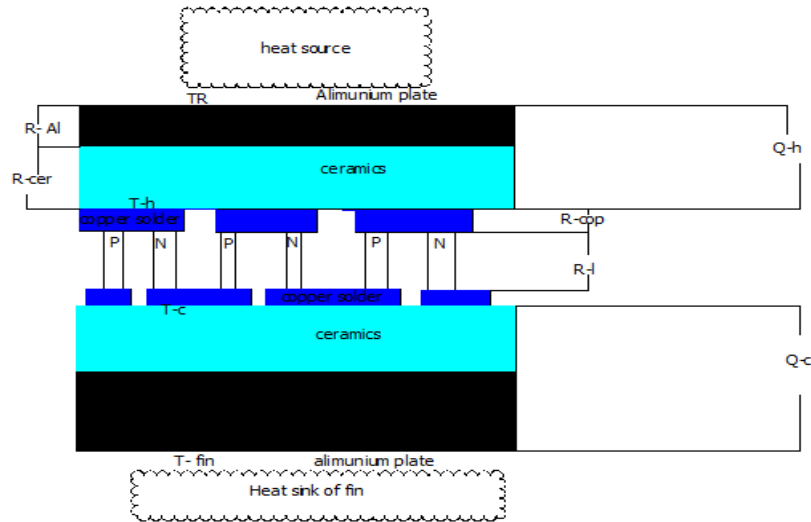 heat source
TR
Alimunium plate
R- Al
Q-h
R-cer
ceramics
T-h
copper solder
R-cop
P N P N P N
R-l
copper solder
T-c
ceramics
Q-c
T- fin
alimunium plate
Heat sink of fin